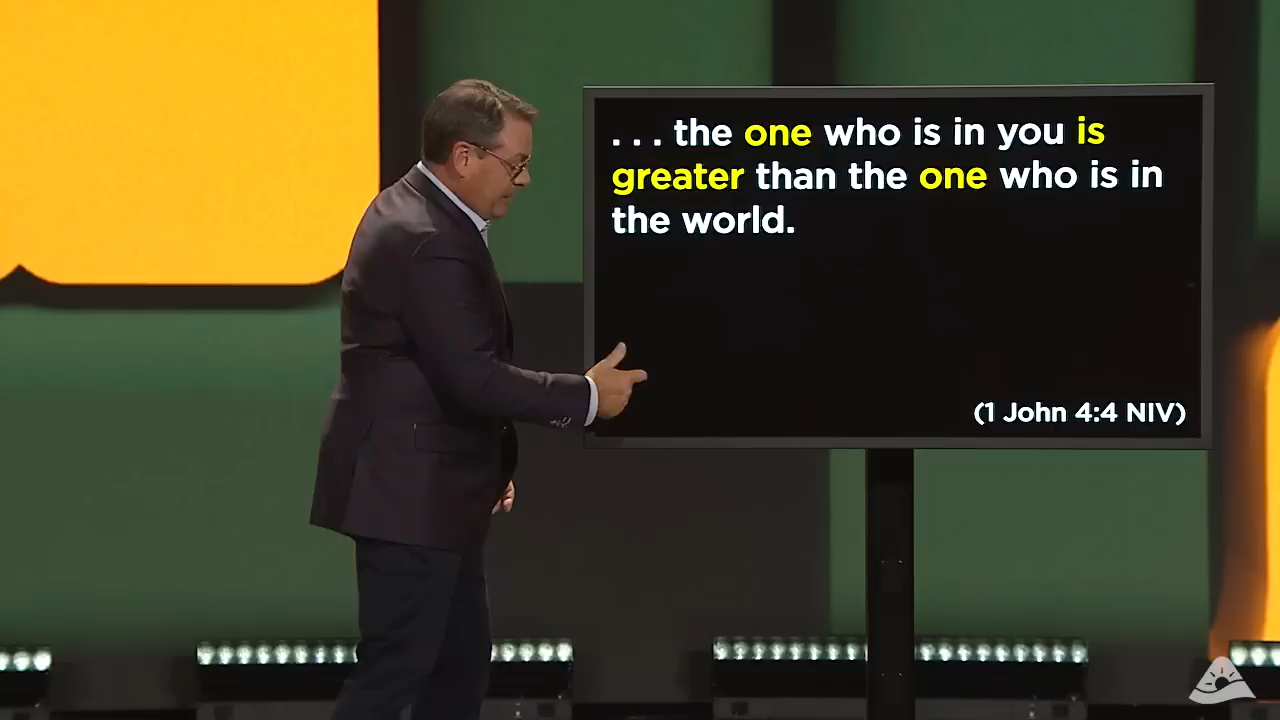 . . . the one who is in you is
greater than the one who is in
the world.
(1 John 4:4 NIV)